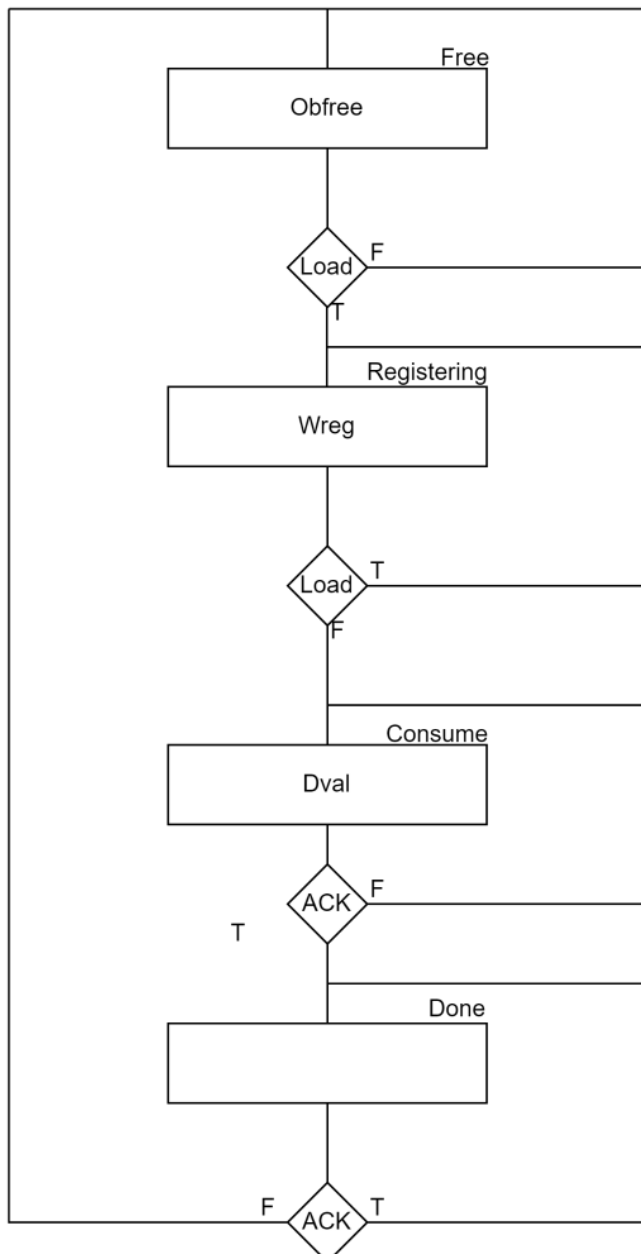 Free
Obfree
Load
F
T
Registering
Wreg
Load
T
F
Consume
Dval
ACK
F
T
Done
F
ACK
T